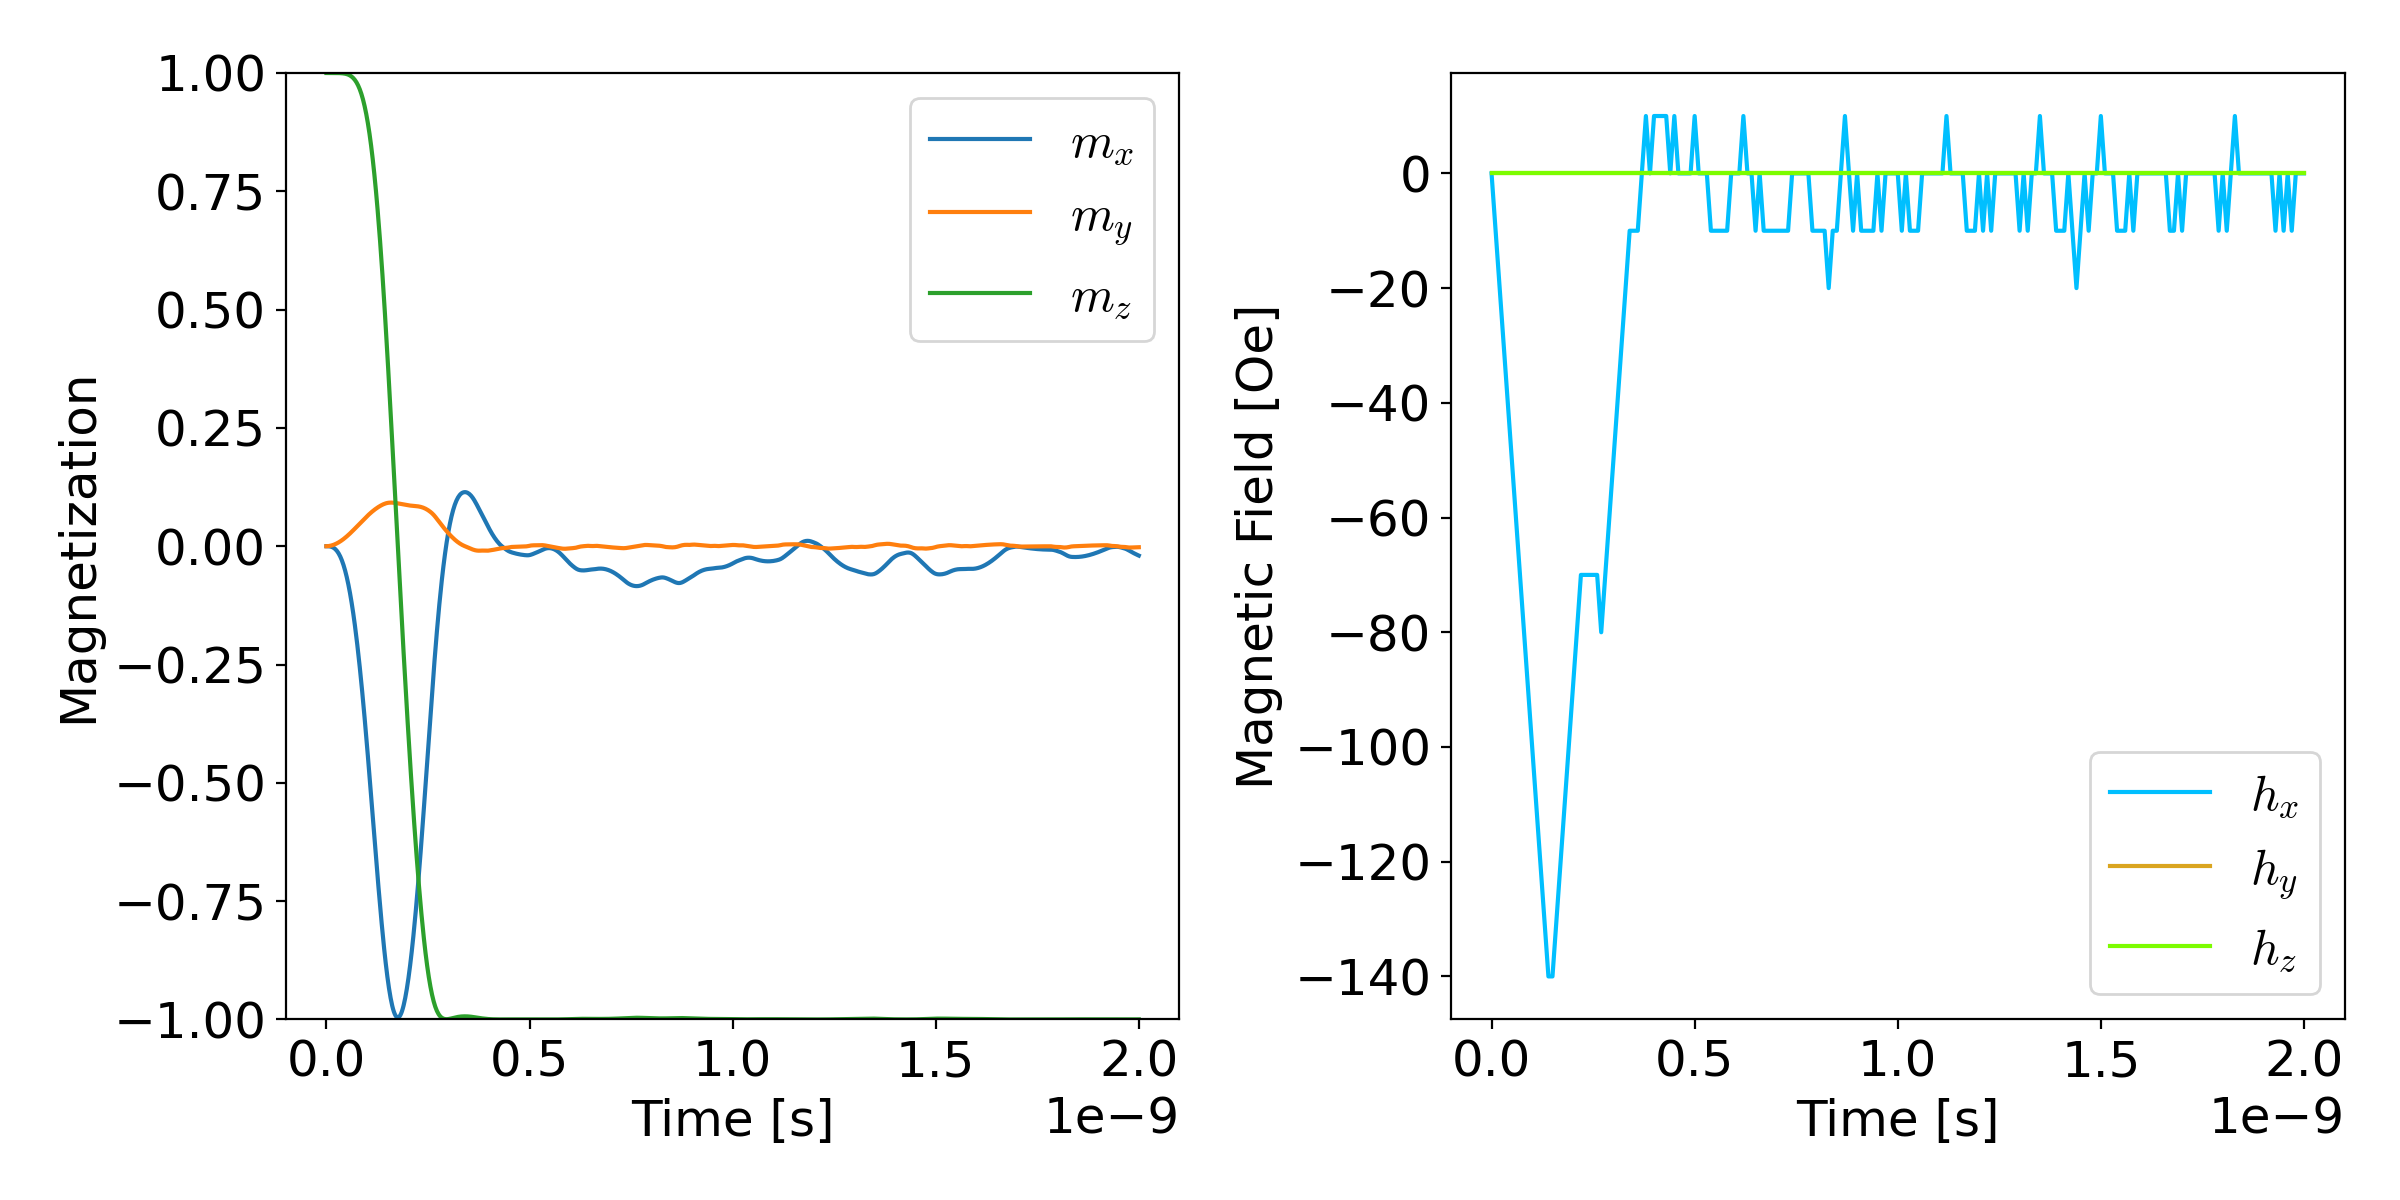 1.00
0.75
0.50
0.25
0.00
−0.25
−0.50
−0.75
−1.00
Magnetization
0.0 0.5 1.0 1.5 2.0
Time [s]
1e−9
m_x
m_y
m_z
0
−20
−40
−60
−80
−100
−120
−140
Magnetic Field [Oe]
0.0 0.5 1.0 1.5 2.0
Time [s]
1e−9
h_x
h_y
h_z